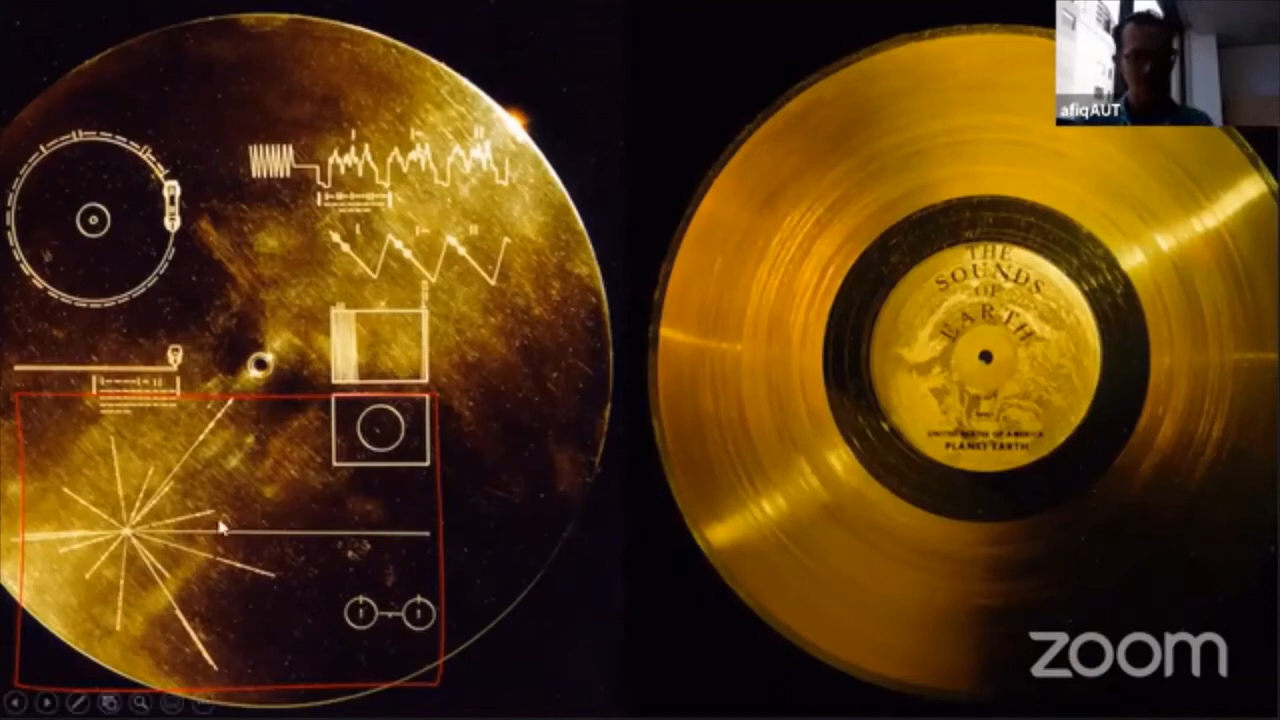 afiqAUT
THE
SOUNDS
OF
EARTH
UNITED STATES OF AMERICA
PLANET EARTH
zoom